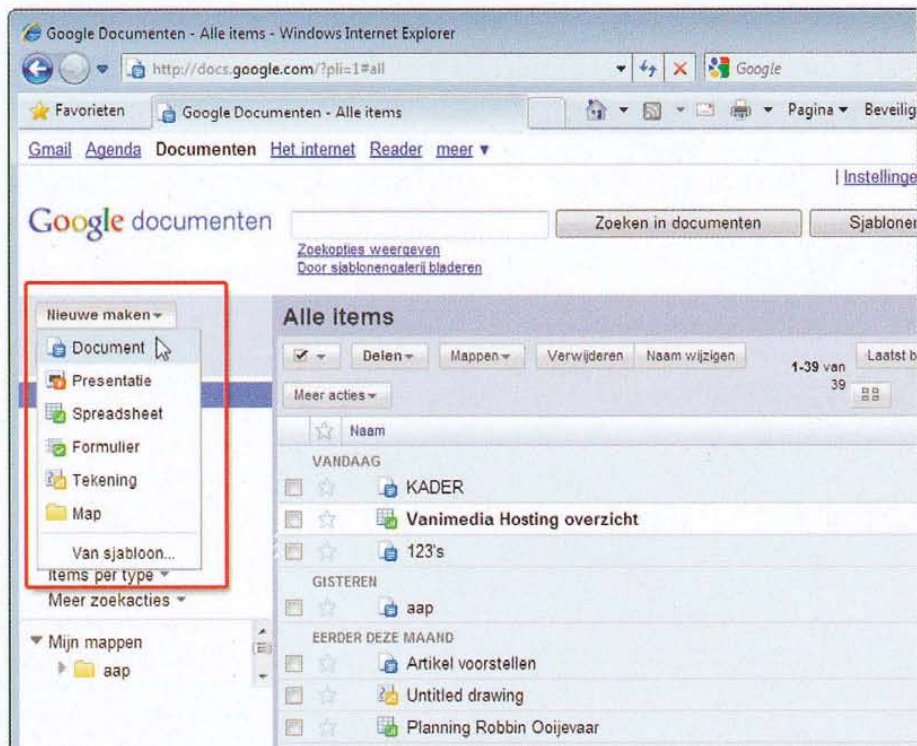 Google Documenten - Alle items - Windows Internet Explorer
http://docs.google.com/?pli=1#all
Google
Favorieten
Google Documenten - Alle items
Pagina
Beveilig
Gmail Agenda Documenten Het internet Reader meer
| Instellinge
Google documenten
Zoeken in documenten
Sjablonen
Zoekopties weergeven
Door sjablonengalerij bladeren
Nieuwe maken
Document
Presentatie
Spreadsheet
Formulier
Tekening
Map
Van sjabloon...
Items per type
Meer zoekacties
Mijn mappen
aap
Alle items
Delen
Mappen
Verwijderen
Naam wijzigen
1-39 van
39
Laatst b
Meer acties
Naam
VANDAAG
KADER
Vanimedia Hosting overzicht
123's
GISTEREN
aap
EERDER DEZE MAAND
Artikel voorstellen
Untitled drawing
Planning Robbin Ooijevaar